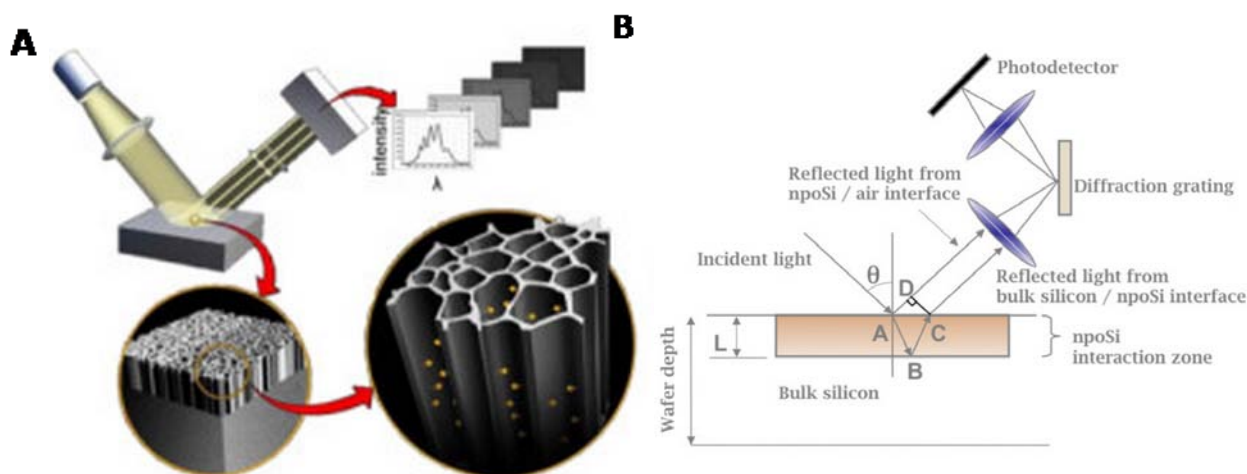 A
intensity
λ
B
Photodetector
Reflected light from
npoSi / air interface
Diffraction grating
Incident light
θ
D
Reflected light from
bulk silicon / npoSi interface
A
C
L
B
npoSi
interaction zone
Wafer depth
Bulk silicon